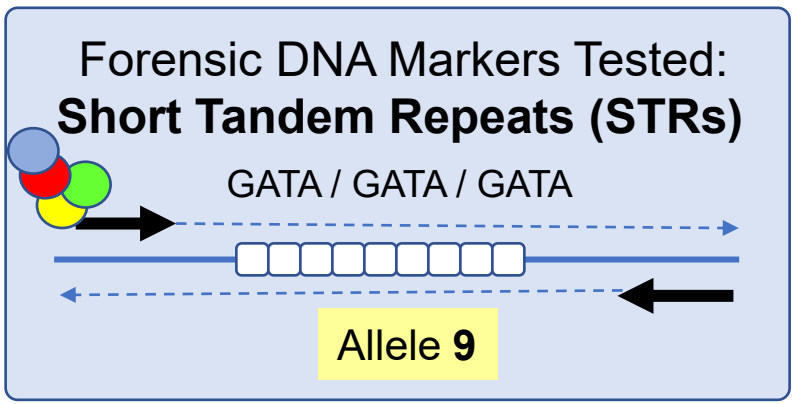 Forensic DNA Markers Tested:
Short Tandem Repeats (STRs)
GATA / GATA / GATA
Allele 9